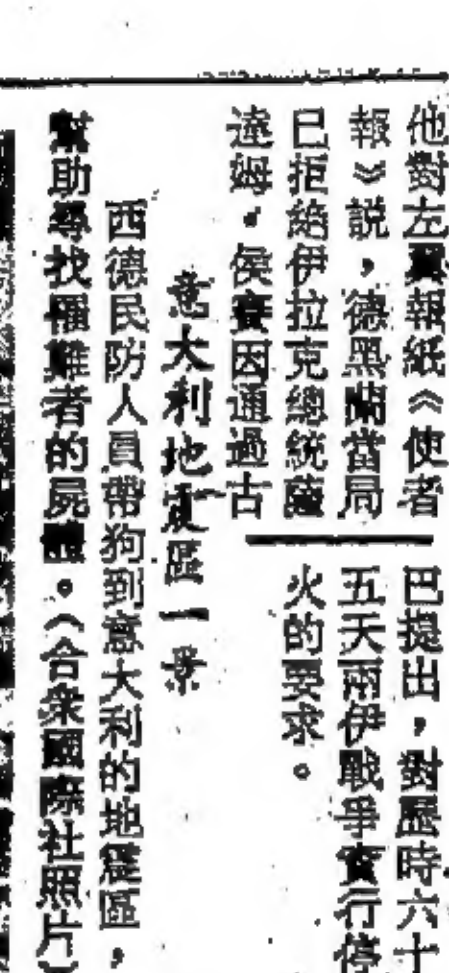 他對左翼報紙《使者
報》説，德黑蘭當局
已拒絕伊拉克總統薩
達姆·侯賽因通過古
巴提出，對歷時六十
五天兩伊戰爭實行停
火的要求。
意大利地震區一景
西德民防人員帶狗到意大利的地震區，
幫助尋找罹難者的屍體。（合衆國際社照片）